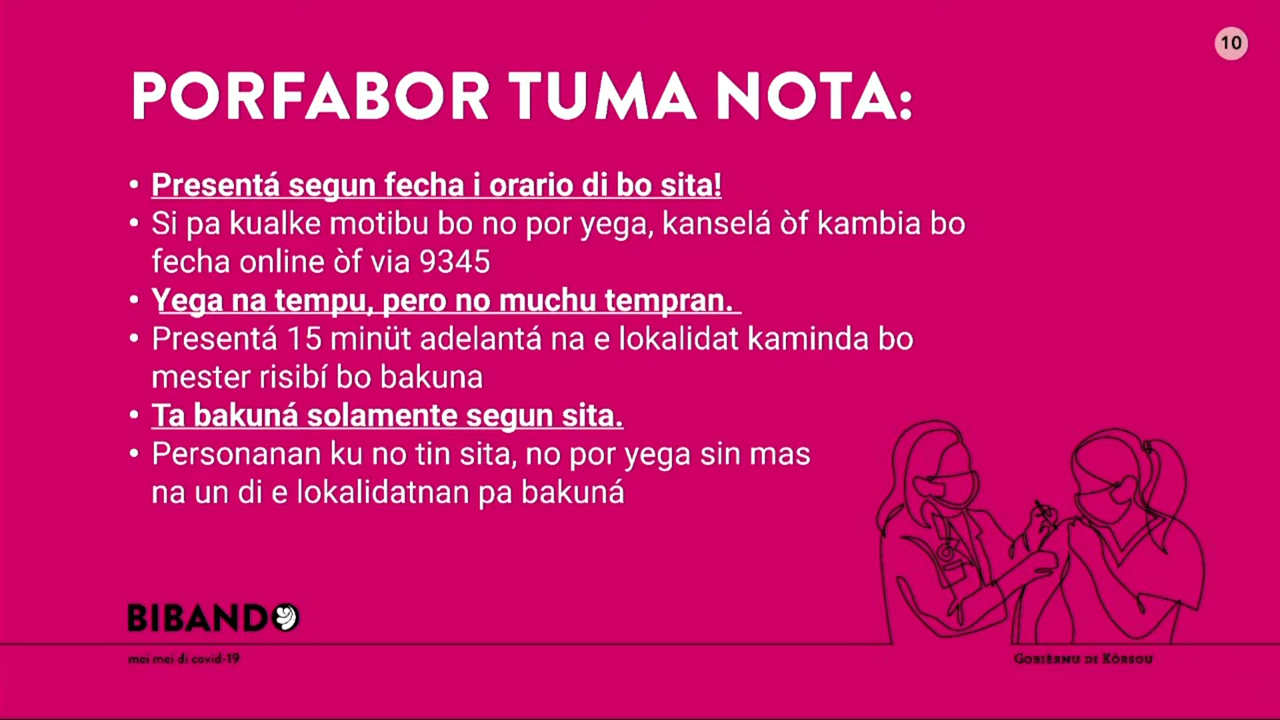 10
PORFABOR TUMA NOTA:
• Presentá segun fecha i orario di bo sita!
• Si pa kualke motibu bo no por yega, kanselá òf kambia bo
fecha online òf via 9345
• Yega na tempu, pero no muchu tempran.
• Presentá 15 minüt adelantá na e lokalidat kaminda bo
mester risibí bo bakuna
• Ta bakuná solamente segun sita.
• Personanan ku no tin sita, no por yega sin mas
na un di e lokalidatnan pa bakuná
BIBANDO
mei mei di covid-19
GOBIÈRNU DI KÒRSOU